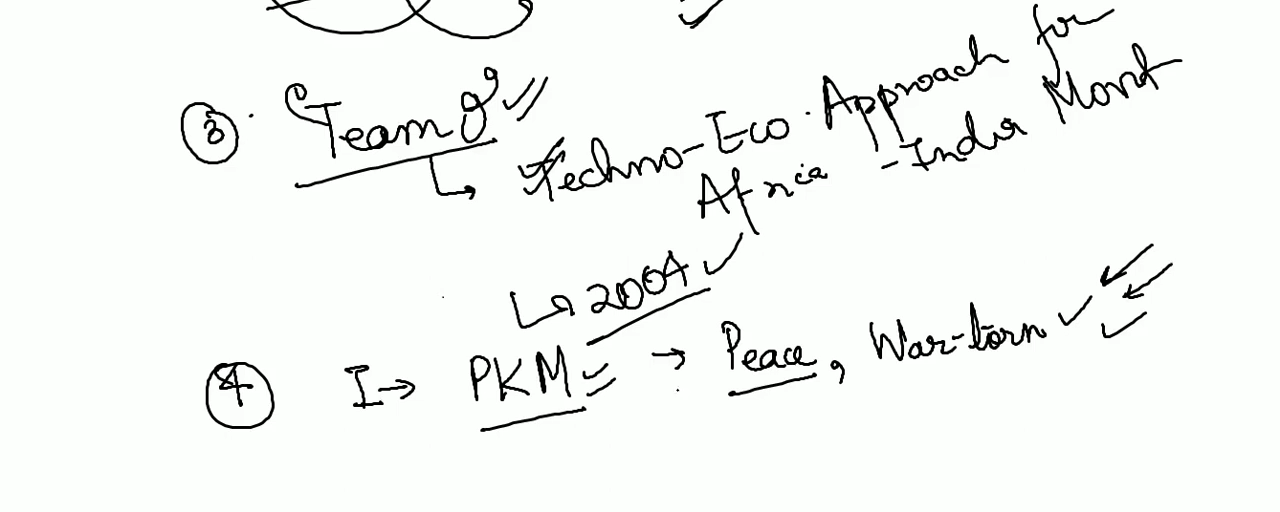 ③. "Team 9"
↳ Techno-Eco. Approach for
Africa - India Movt
↳ 2004
④ I → PKM → Peace, War-torn